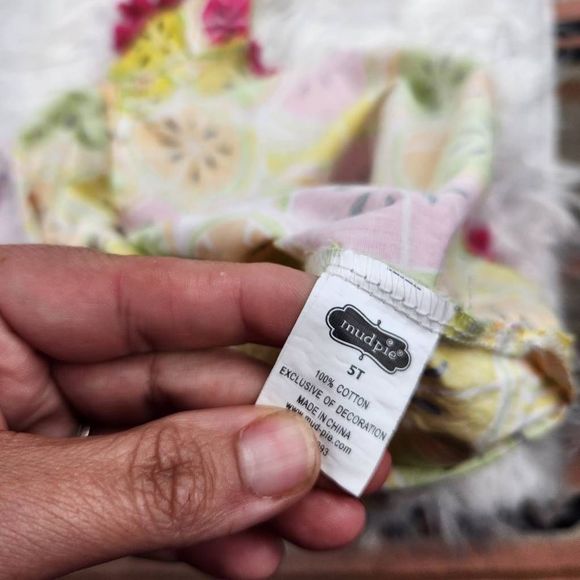 mudpie®
5T
100% COTTON
EXCLUSIVE OF DECORATION
MADE IN CHINA
www.mud-pie.com